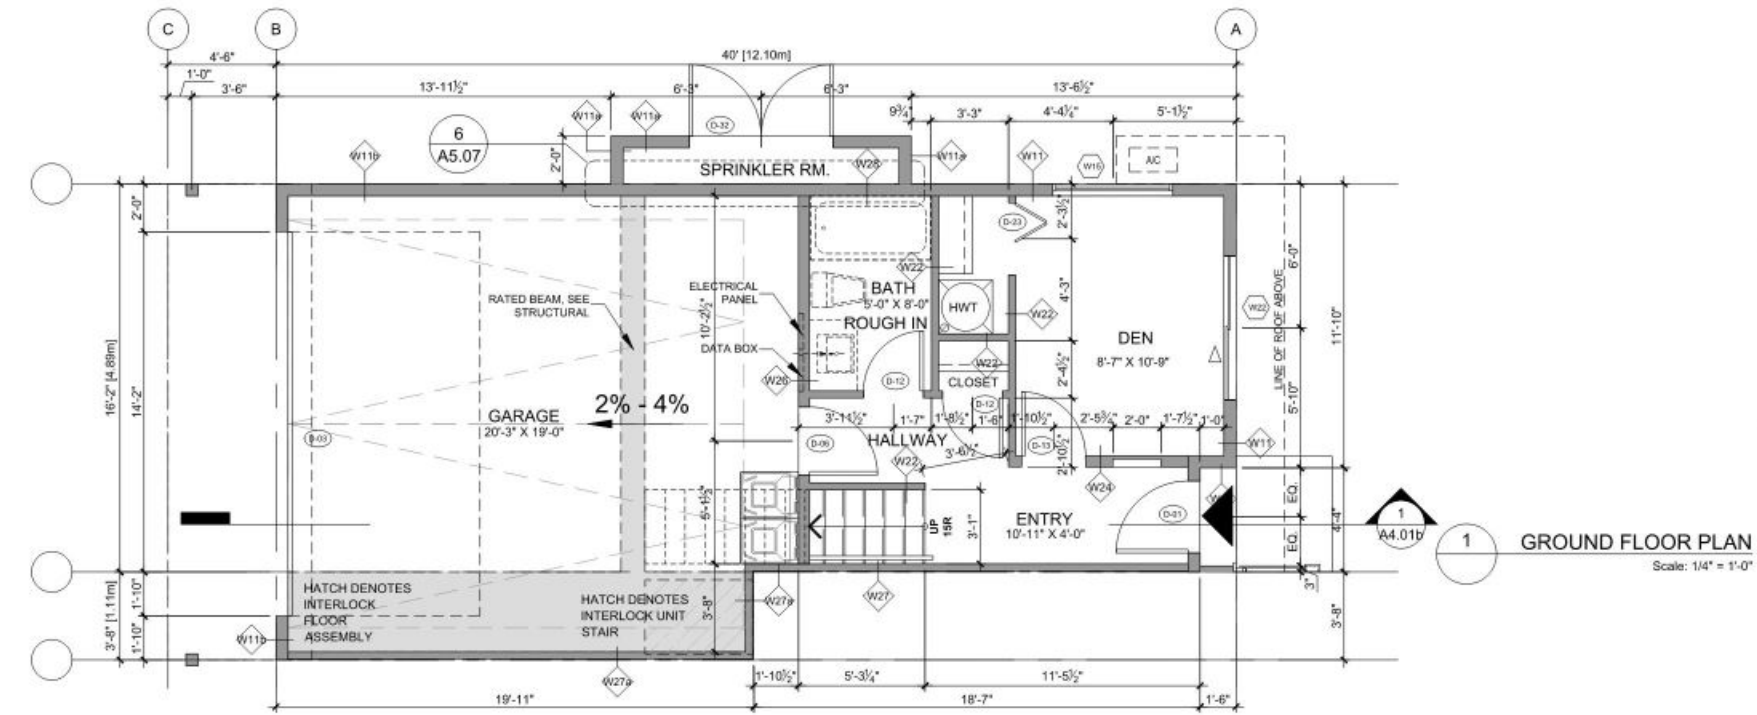 C
B
A
4'-6"
40' [12.10m]
1'-0"
3'-6"
13'-11½"
6'-3"
6'-3"
13'-6½"
9¾"
3'-3"
4'-4¼"
5'-1½"
6
A5.07
W11a
W11a
D-32
W11b
2'-0"
SPRINKLER RM.
W28
W11a
W11
W15
A/C
2'-0"
D-23
2'-3½"
W22
6'-0"
ELECTRICAL
PANEL
RATED BEAM, SEE
STRUCTURAL
10'-2½"
BATH
5'-0" X 8'-0"
ROUGH IN
HWT
W22
4'-3"
W22
LINE OF ROOF ABOVE
11'-10"
DEN
8'-7" X 10'-9"
DATA BOX
W26
D-12
W22
CLOSET
D-12
2'-4½"
5'-10"
16'-2" [4.89m]
14'-2"
GARAGE
20'-3" X 19'-0"
2% - 4%
D-03
3'-11½"
1'-7"
1'-8½"
1'-6"
1'-10½"
2'-5¾"
2'-0"
1'-7½"
1'-0"
D-06
HALLWAY
3'-6½"
D-13
2'-10½"
W11
W22
W24
5'-1½"
UP
15R
3'-1"
ENTRY
10'-11" X 4'-0"
D-01
EQ.
EQ.
4'-4"
1
A4.01b
1
GROUND FLOOR PLAN
Scale: 1/4" = 1'-0"
3'-8" [1.11m]
1'-10"
1'-10"
HATCH DENOTES
INTERLOCK
FLOOR
ASSEMBLY
HATCH DENOTES
INTERLOCK UNIT
STAIR
3'-8"
W27a
W27
3"
3'-8"
W11b
W27a
1'-10½"
5'-3¼"
11'-5½"
19'-11"
18'-7"
1'-6"